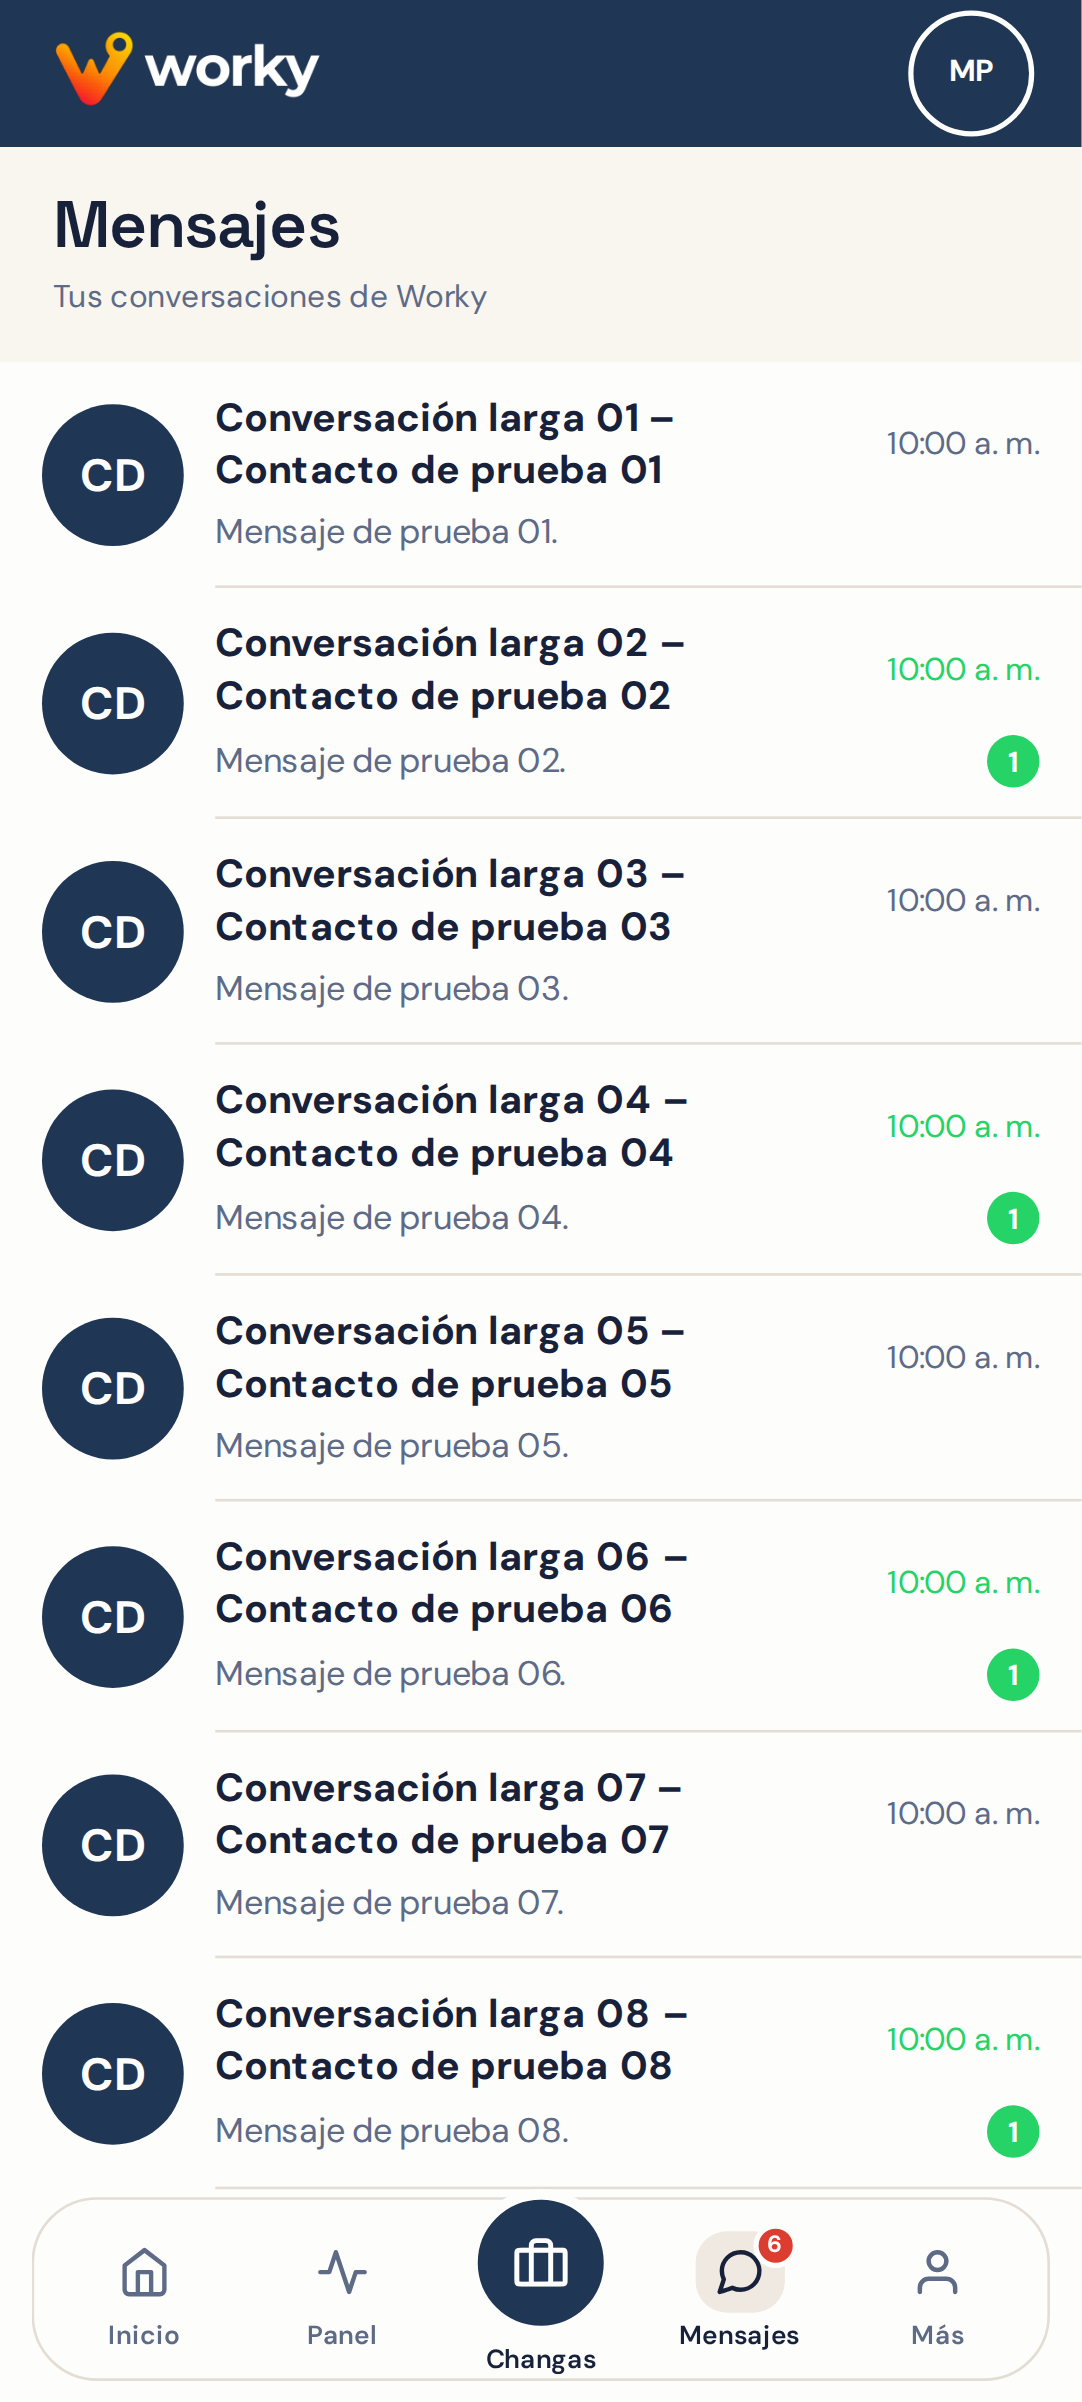 worky
MP
Mensajes
Tus conversaciones de Worky
CD
Conversación larga 01 –
Contacto de prueba 01
10:00 a. m.
Mensaje de prueba 01.
CD
Conversación larga 02 –
Contacto de prueba 02
10:00 a. m.
Mensaje de prueba 02.
1
CD
Conversación larga 03 –
Contacto de prueba 03
10:00 a. m.
Mensaje de prueba 03.
CD
Conversación larga 04 –
Contacto de prueba 04
10:00 a. m.
Mensaje de prueba 04.
1
CD
Conversación larga 05 –
Contacto de prueba 05
10:00 a. m.
Mensaje de prueba 05.
CD
Conversación larga 06 –
Contacto de prueba 06
10:00 a. m.
Mensaje de prueba 06.
1
CD
Conversación larga 07 –
Contacto de prueba 07
10:00 a. m.
Mensaje de prueba 07.
CD
Conversación larga 08 –
Contacto de prueba 08
10:00 a. m.
Mensaje de prueba 08.
1
Inicio
Panel
Changas
6
Mensajes
Más